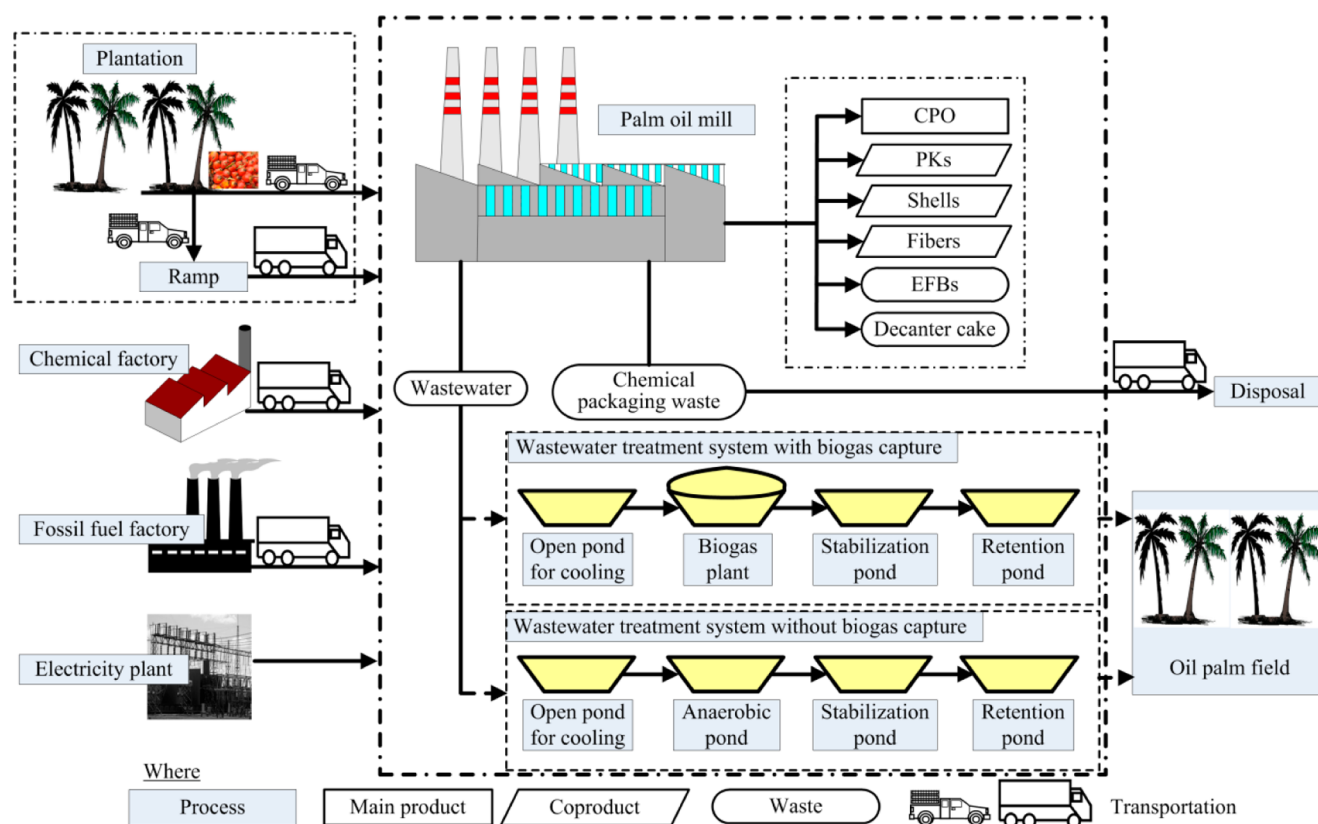 Plantation
Ramp
Chemical factory
Fossil fuel factory
Electricity plant
Palm oil mill
CPO
PKs
Shells
Fibers
EFBs
Decanter cake
Wastewater
Chemical
packaging waste
Disposal
Wastewater treatment system with biogas capture
Open pond
for cooling
Biogas
plant
Stabilization
pond
Retention
pond
Wastewater treatment system without biogas capture
Open pond
for cooling
Anaerobic
pond
Stabilization
pond
Retention
pond
Oil palm field
Where
Process
Main product
Coproduct
Waste
Transportation